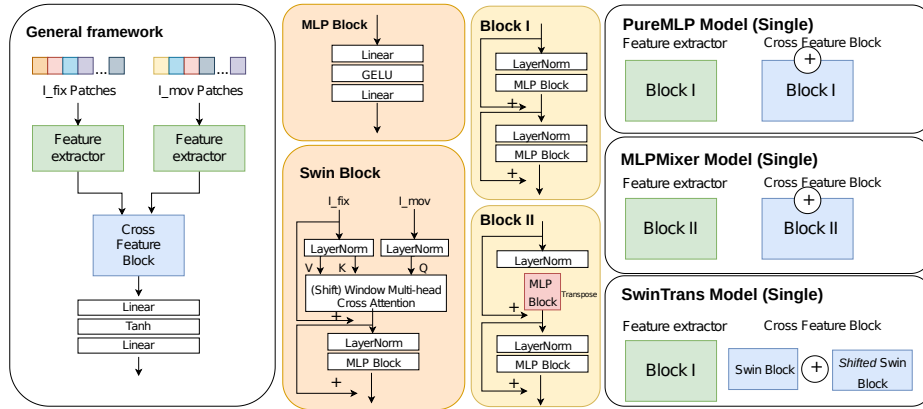 General framework
I_fix Patches
I_mov Patches
Feature
extractor
Feature
extractor
Cross
Feature
Block
Linear
Tanh
Linear
MLP Block
Linear
GELU
Linear
Swin Block
I_fix
I_mov
LayerNorm
LayerNorm
V
K
Q
(Shift) Window Multi-head
Cross Attention
+
LayerNorm
MLP Block
+
Block I
LayerNorm
MLP Block
+
LayerNorm
MLP Block
+
Block II
LayerNorm
MLP
Block
Transpose
+
LayerNorm
MLP Block
+
PureMLP Model (Single)
Feature extractor
Cross Feature Block
+
Block I
Block I
MLPMixer Model (Single)
Feature extractor
Cross Feature Block
+
Block II
Block II
SwinTrans Model (Single)
Feature extractor
Cross Feature Block
Block I
Swin Block
+
Shifted Swin
Block